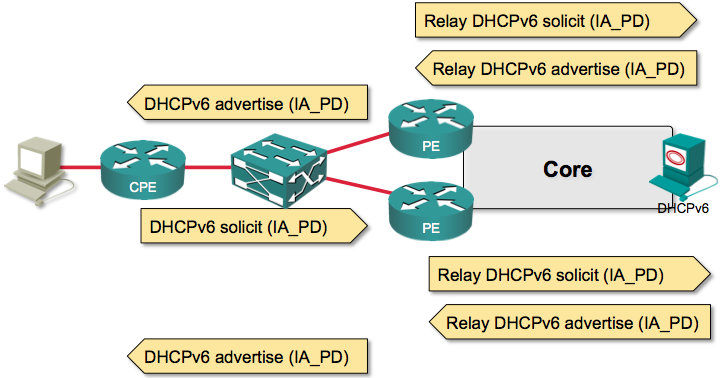 Relay DHCPv6 solicit (IA_PD)
Relay DHCPv6 advertise (IA_PD)
DHCPv6 advertise (IA_PD)
PE
Core
CPE
DHCPv6
DHCPv6 solicit (IA_PD)
PE
Relay DHCPv6 solicit (IA_PD)
Relay DHCPv6 advertise (IA_PD)
DHCPv6 advertise (IA_PD)